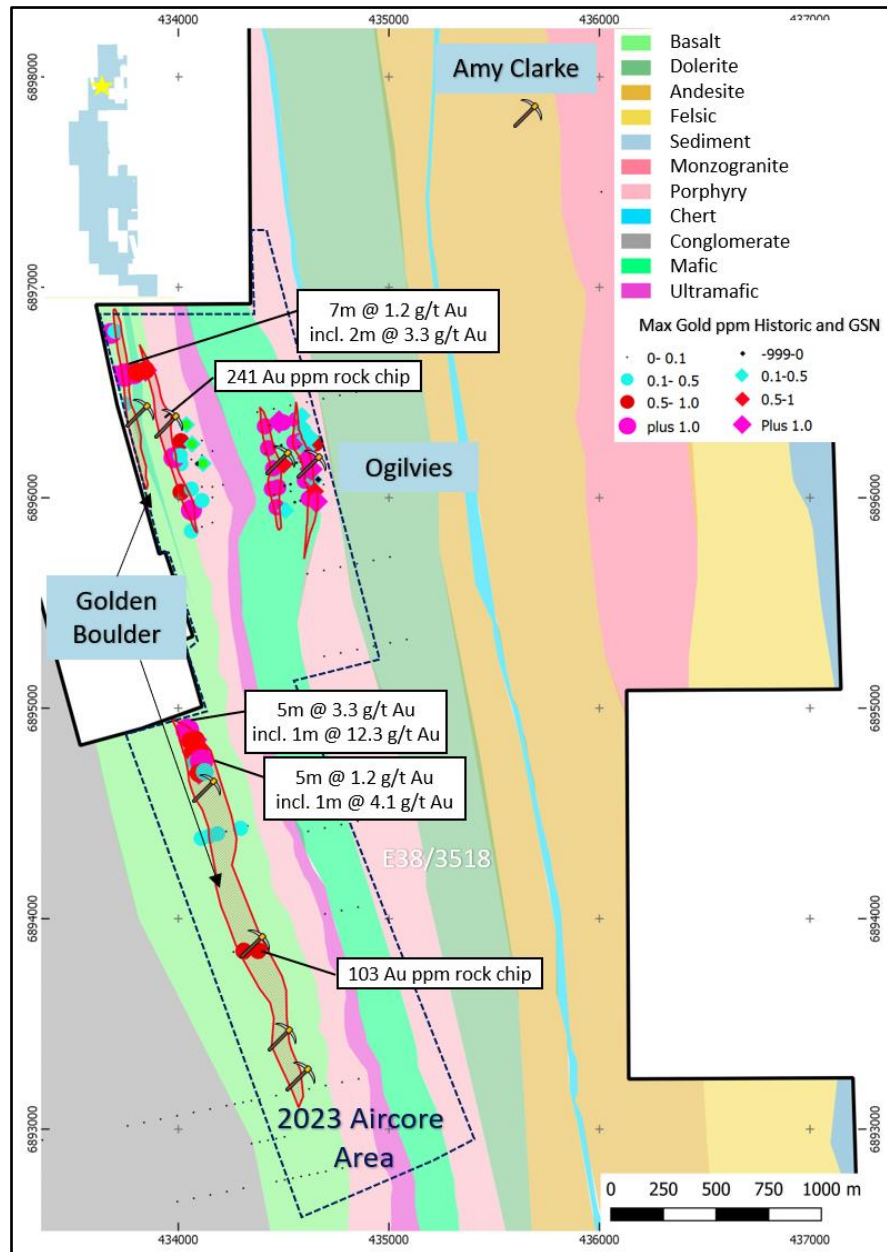 434000
435000
436000
437000
6898000
6897000
6896000
6895000
6894000
6893000
Amy Clarke
Basalt
Dolerite
Andesite
Felsic
Sediment
Monzogranite
Porphyry
Chert
Conglomerate
Mafic
Ultramafic
Max Gold ppm Historic and GSN
0- 0.1
-999-0
0.1- 0.5
0.1-0.5
0.5- 1.0
0.5-1
plus 1.0
Plus 1.0
7m @ 1.2 g/t Au
incl. 2m @ 3.3 g/t Au
241 Au ppm rock chip
Ogilvies
Golden
Boulder
5m @ 3.3 g/t Au
incl. 1m @ 12.3 g/t Au
5m @ 1.2 g/t Au
incl. 1m @ 4.1 g/t Au
E38/3518
103 Au ppm rock chip
2023 Aircore
Area
0 250 500 750 1000 m
6898000
6896000
6895000
6894000
6893000
434000
435000
436000
437000